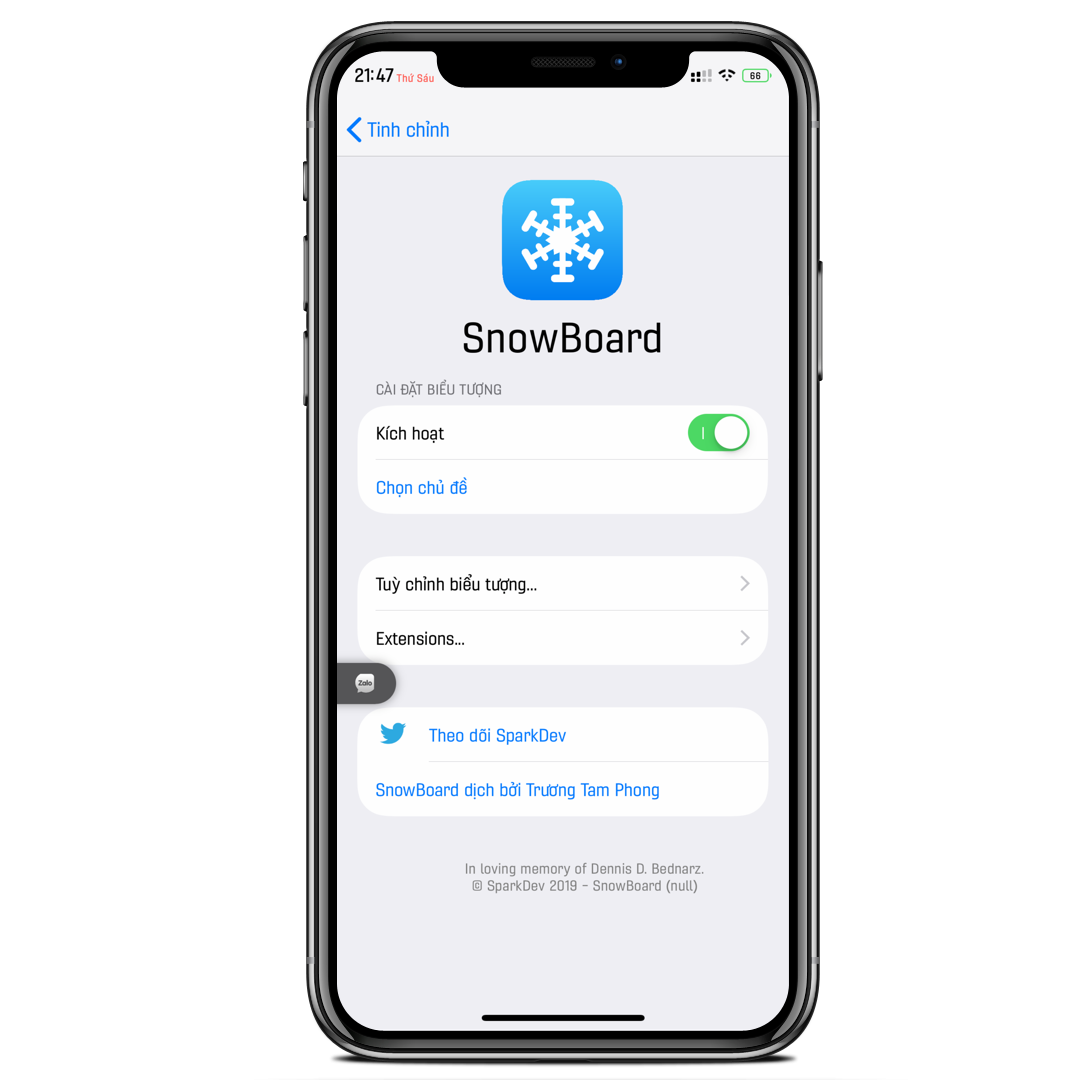 21:47 Thứ Sáu
66
Tinh chỉnh
SnowBoard
CÀI ĐẶT BIỂU TƯỢNG
Kích hoạt
Chọn chủ đề
Tuỳ chỉnh biểu tượng...
Extensions...
Zalo
Theo dõi SparkDev
SnowBoard dịch bởi Trương Tam Phong
In loving memory of Dennis D. Bednarz.
© SparkDev 2019 - SnowBoard (null)